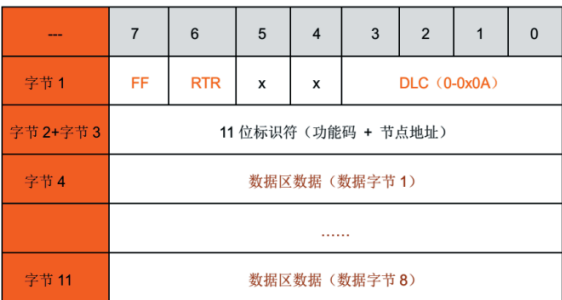 --- 7 6 5 4 3 2 1 0
字节 1 FF RTR x x DLC（0-0x0A）
字节 2+字节 3 11 位标识符（功能码 + 节点地址）
字节 4 数据区数据（数据字节 1）
……
字节 11 数据区数据（数据字节 8）